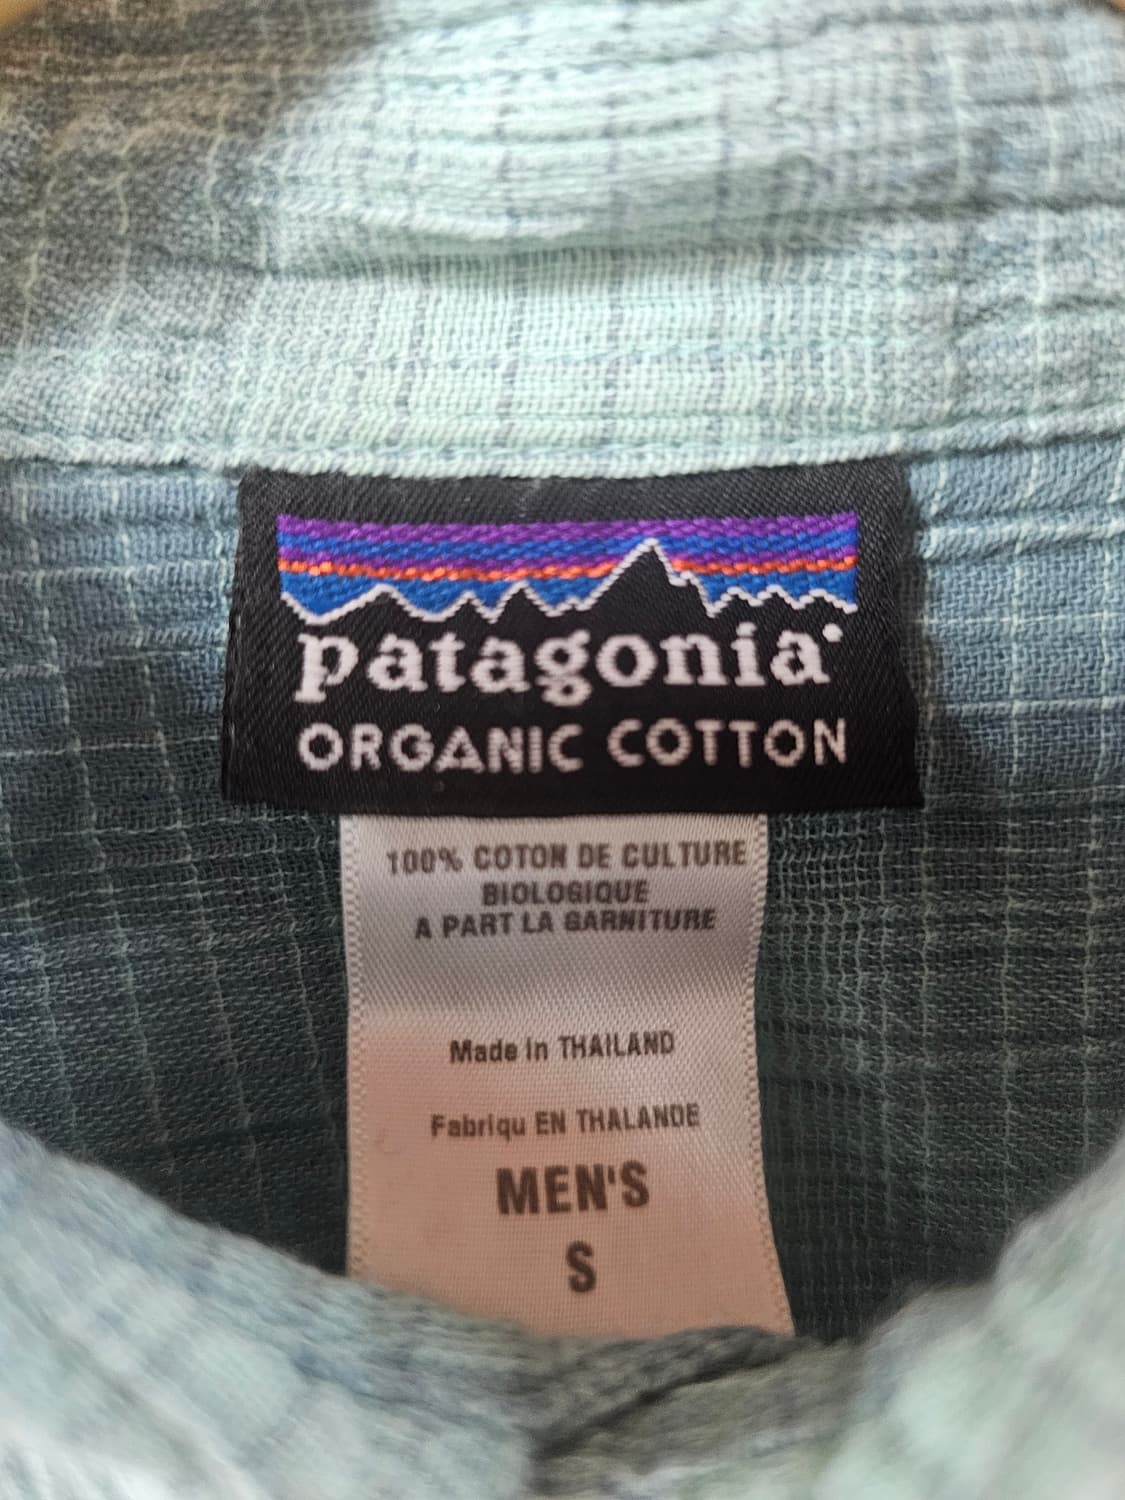 patagonia
ORGANIC COTTON
100% COTON DE CULTURE
BIOLOGIQUE
A PART LA GARNITURE
Made in THAILAND
Fabriqu EN THALANDE
MEN'S
S